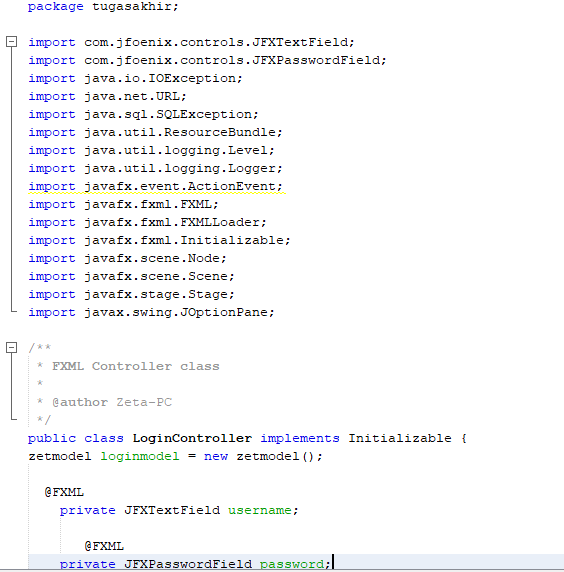 package tugasakhir;
import com.jfoenix.controls.JFXTextField;
import com.jfoenix.controls.JFXPasswordField;
import java.io.IOException;
import java.net.URL;
import java.sql.SQLException;
import java.util.ResourceBundle;
import java.util.logging.Level;
import java.util.logging.Logger;
import javafx.event.ActionEvent;
import javafx.fxml.FXML;
import javafx.fxml.FXMLLoader;
import javafx.fxml.Initializable;
import javafx.scene.Node;
import javafx.scene.Scene;
import javafx.stage.Stage;
import javax.swing.JOptionPane;
/**
* FXML Controller class
*
* @author Zeta-PC
*/
public class LoginController implements Initializable {
zetmodel loginmodel = new zetmodel();
@FXML
private JFXTextField username;
@FXML
private JFXPasswordField password;